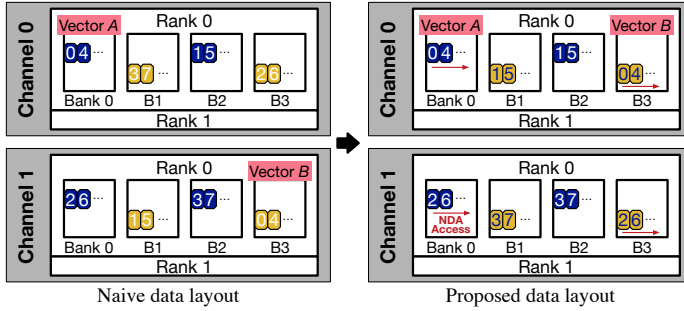 Channel 0
Rank 0
Vector A
04 ...
37 ...
15 ...
26 ...
Bank 0 B1 B2 B3
Rank 1
Channel 1
Rank 0
Vector B
26 ...
15 ...
37 ...
04 ...
Bank 0 B1 B2 B3
Rank 1
Naive data layout
Channel 0
Rank 0
Vector A
Vector B
04 ...
15 ...
15 ...
04 ...
Bank 0 B1 B2 B3
Rank 1
Channel 1
Rank 0
26 ...
37 ...
37 ...
26 ...
NDA
Access
Bank 0 B1 B2 B3
Rank 1
Proposed data layout